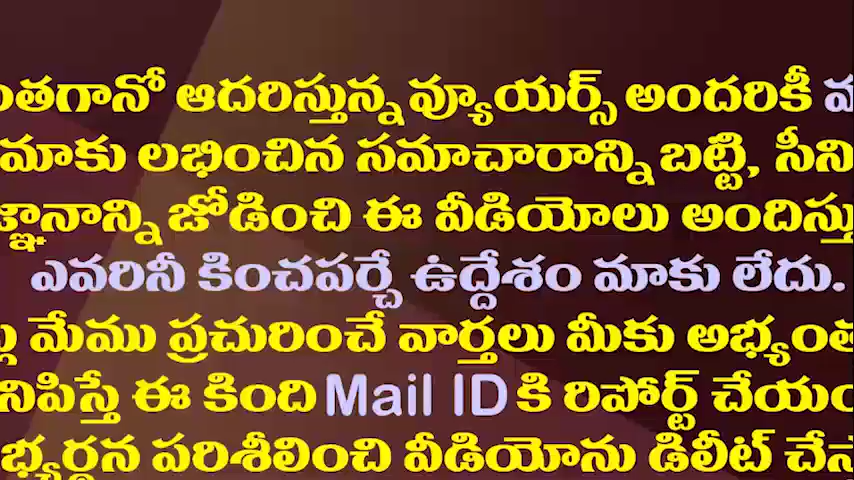 ంతగానో ఆదరిస్తున్న వ్యూయర్స్ అందరికీ
మాకు లభించిన సమాచారాన్ని బట్టి, సీని
జ్ఞానాన్ని జోడించి ఈ వీడియోలు అందిస్తు
ఎవరినీ కించపర్చే ఉద్దేశం మాకు లేదు.
మేము ప్రచురించే వార్తలు మీకు అభ్యంత
నిపిస్తే ఈ కింది Mail ID కి రిపోర్ట్ చేయం
భ్యర్థన పరిశీలించి వీడియోను డిలీట్ చేస